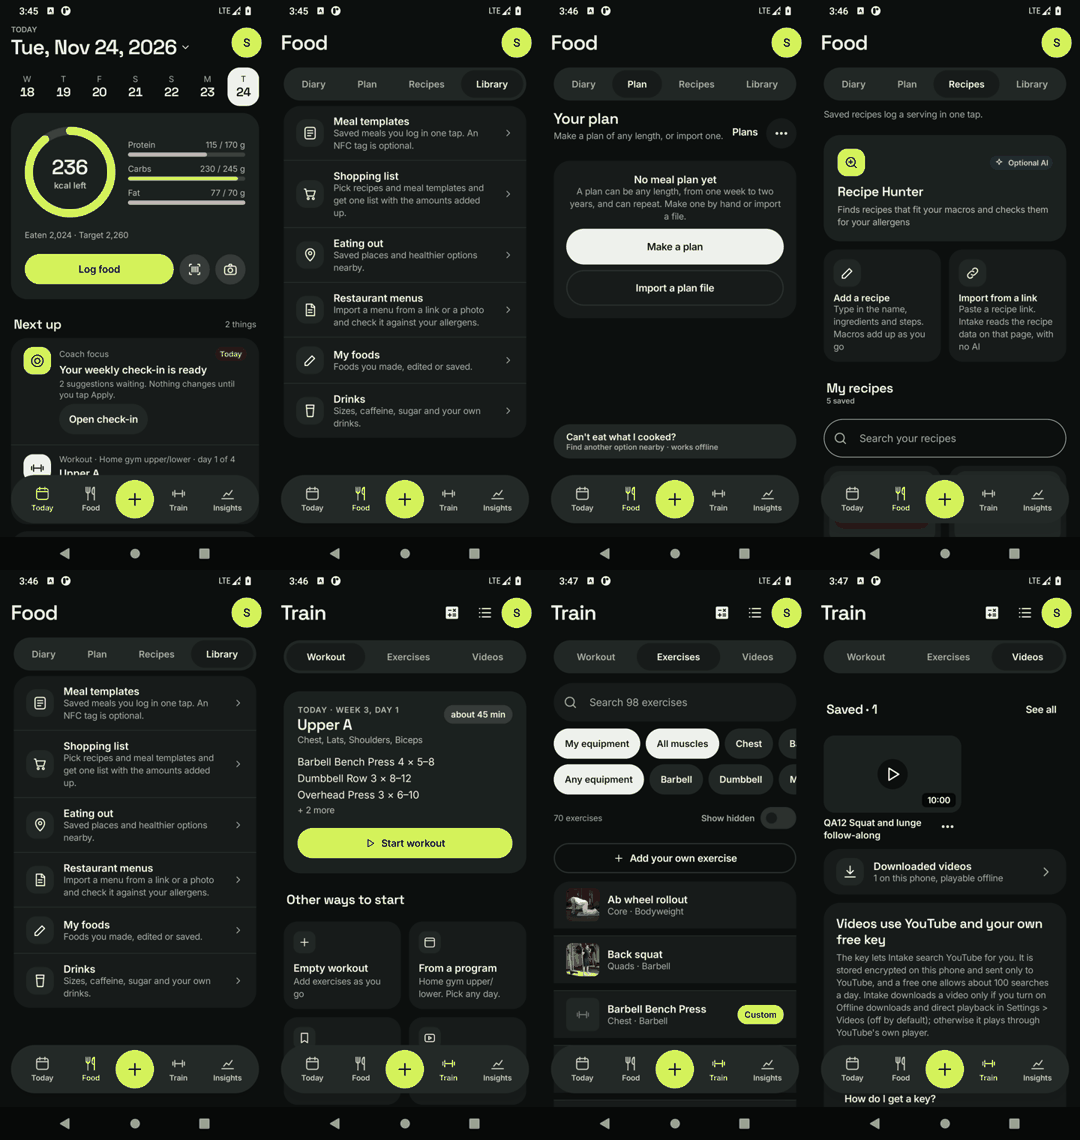 3:45
LTE
TODAY
Tue, Nov 24, 2026
S
W T F S S M T
18 19 20 21 22 23 24
236
kcal left
Protein 115 / 170 g
Carbs 230 / 245 g
Fat 77 / 70 g
Eaten 2,024 · Target 2,260
Log food
Next up
2 things
Coach focus
Today
Your weekly check-in is ready
2 suggestions waiting. Nothing changes until
you tap Apply.
Open check-in
Workout · Home gym upper/lower · day 1 of 4
Upper A
Today Food + Train Insights
3:45
LTE
Food
S
Diary Plan Recipes Library
Meal templates
Saved meals you log in one tap. An
NFC tag is optional.
Shopping list
Pick recipes and meal templates and
get one list with the amounts added
up.
Eating out
Saved places and healthier options
nearby.
Restaurant menus
Import a menu from a link or a photo
and check it against your allergens.
My foods
Foods you made, edited or saved.
Drinks
Sizes, caffeine, sugar and your own
drinks.
Today Food + Train Insights
3:46
LTE
Food
S
Diary Plan Recipes Library
Your plan
Make a plan of any length, or import one.
Plans
No meal plan yet
A plan can be any length, from one week to two
years, and can repeat. Make one by hand or import
a file.
Make a plan
Import a plan file
Can't eat what I cooked?
Find another option nearby · works offline
Today Food + Train Insights
3:46
LTE
Food
S
Diary Plan Recipes Library
Saved recipes log a serving in one tap.
Optional AI
Recipe Hunter
Finds recipes that fit your macros and checks them
for your allergens
Add a recipe
Type in the name,
ingredients and steps.
Macros add up as you
go
Import from a link
Paste a recipe link.
Intake reads the recipe
data on that page, with
no AI
My recipes
5 saved
Search your recipes
Today Food + Train Insights
3:46
LTE
Food
S
Diary Plan Recipes Library
Meal templates
Saved meals you log in one tap. An
NFC tag is optional.
Shopping list
Pick recipes and meal templates and
get one list with the amounts added
up.
Eating out
Saved places and healthier options
nearby.
Restaurant menus
Import a menu from a link or a photo
and check it against your allergens.
My foods
Foods you made, edited or saved.
Drinks
Sizes, caffeine, sugar and your own
drinks.
Today Food + Train Insights
3:46
LTE
Train
S
Workout Exercises Videos
TODAY · WEEK 3, DAY 1
about 45 min
Upper A
Chest, Lats, Shoulders, Biceps
Barbell Bench Press 4 × 5–8
Dumbbell Row 3 × 8–12
Overhead Press 3 × 6–10
+ 2 more
Start workout
Other ways to start
Empty workout
Add exercises as you
go
From a program
Home gym upper/
lower. Pick any day.
Today Food + Train Insights
3:47
LTE
Train
S
Workout Exercises Videos
Search 98 exercises
My equipment All muscles Chest B
Any equipment Barbell Dumbbell M
70 exercises
Show hidden
+ Add your own exercise
Ab wheel rollout
Core · Bodyweight
Back squat
Quads · Barbell
Barbell Bench Press
Chest · Barbell
Custom
Today Food + Train Insights
3:47
LTE
Train
S
Workout Exercises Videos
Saved · 1
See all
10:00
QA12 Squat and lunge
follow-along
Downloaded videos
1 on this phone, playable offline
Videos use YouTube and your own
free key
The key lets Intake search YouTube for you. It is
stored encrypted on this phone and sent only to
YouTube, and a free one allows about 100 searches
a day. Intake downloads a video only if you turn on
Offline downloads and direct playback in Settings >
Videos (off by default); otherwise it plays through
YouTube's own player.
Today Food + Train Insights
How do I get a key?